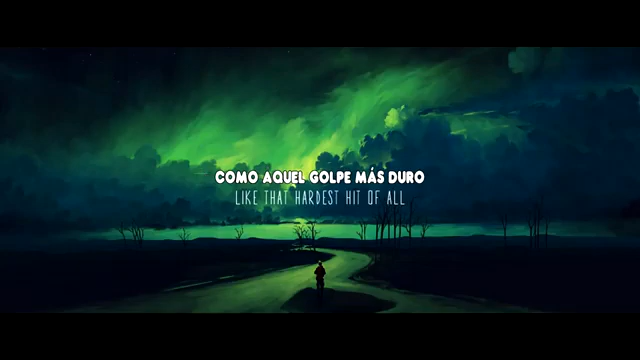 COMO AQUEL GOLPE MÁS DURO
LIKE THAT HARDEST HIT OF ALL